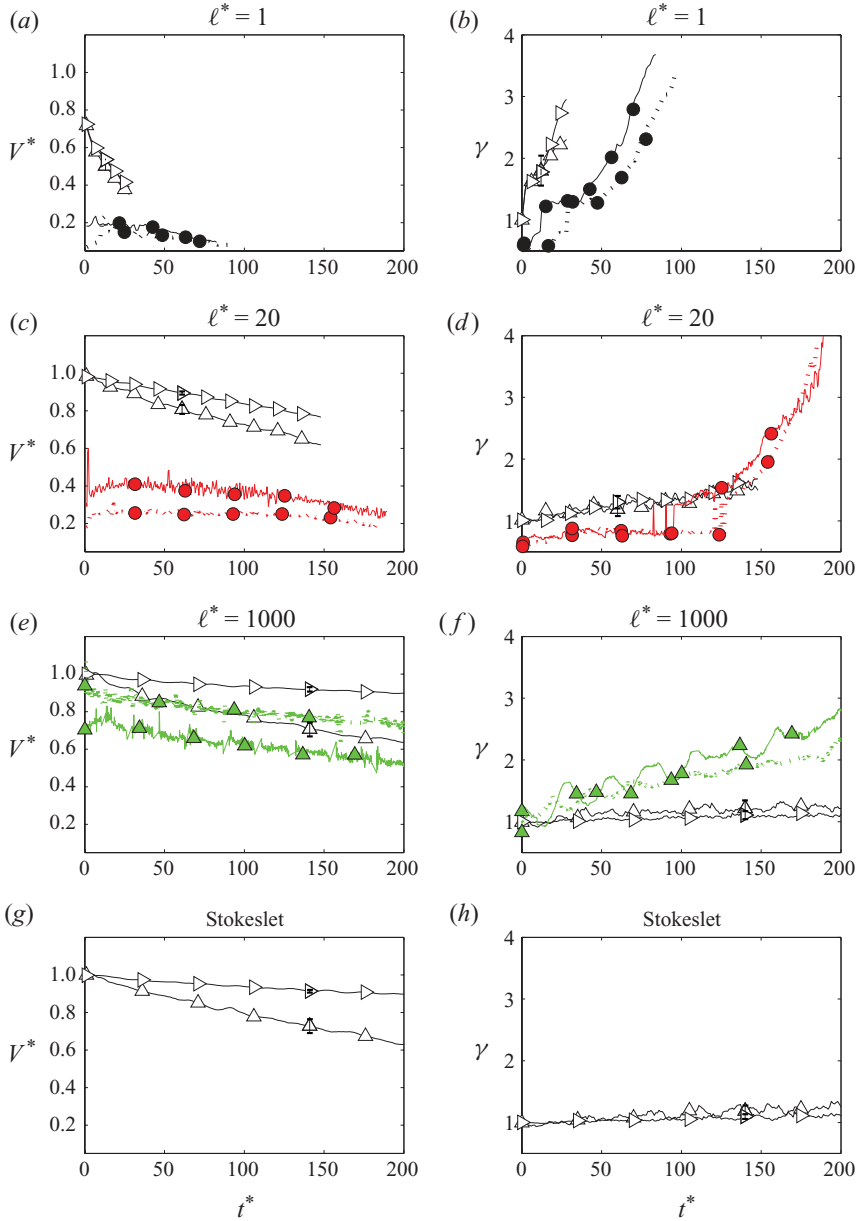 (a) ℓ* = 1
(b) ℓ* = 1
1.0
0.8
0.6
0.4
0.2
V*
0 50 100 150 200
4
3
2
1
γ
0 50 100 150 200
(c) ℓ* = 20
(d) ℓ* = 20
1.0
0.8
0.6
0.4
0.2
V*
0 50 100 150 200
4
3
2
1
γ
0 50 100 150 200
(e) ℓ* = 1000
(f) ℓ* = 1000
1.0
0.8
0.6
0.4
0.2
V*
0 50 100 150 200
4
3
2
1
γ
0 50 100 150 200
(g) Stokeslet
(h) Stokeslet
1.0
0.8
0.6
0.4
0.2
V*
0 50 100 150 200
t*
4
3
2
1
γ
0 50 100 150 200
t*